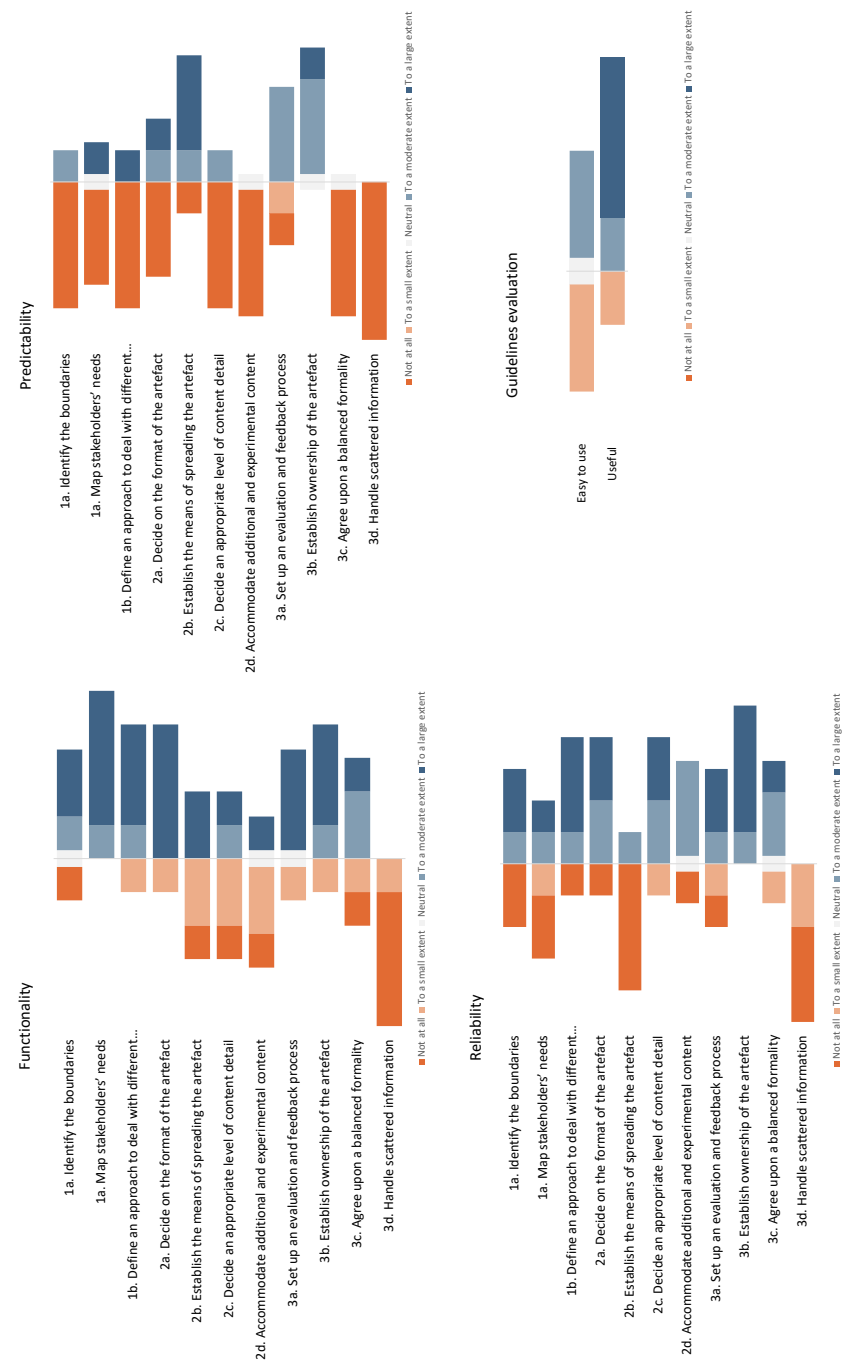 Functionality
1a. Identify the boundaries
1a. Map stakeholders' needs
1b. Define an approach to deal with different...
2a. Decide on the format of the artefact
2b. Establish the means of spreading the artefact
2c. Decide an appropriate level of content detail
2d. Accommodate additional and experimental content
3a. Set up an evaluation and feedback process
3b. Establish ownership of the artefact
3c. Agree upon a balanced formality
3d. Handle scattered information
Not at all To a small extent Neutral To a moderate extent To a large extent
Predictability
1a. Identify the boundaries
1a. Map stakeholders' needs
1b. Define an approach to deal with different...
2a. Decide on the format of the artefact
2b. Establish the means of spreading the artefact
2c. Decide an appropriate level of content detail
2d. Accommodate additional and experimental content
3a. Set up an evaluation and feedback process
3b. Establish ownership of the artefact
3c. Agree upon a balanced formality
3d. Handle scattered information
Not at all To a small extent Neutral To a moderate extent To a large extent
Reliability
1a. Identify the boundaries
1a. Map stakeholders' needs
1b. Define an approach to deal with different...
2a. Decide on the format of the artefact
2b. Establish the means of spreading the artefact
2c. Decide an appropriate level of content detail
2d. Accommodate additional and experimental content
3a. Set up an evaluation and feedback process
3b. Establish ownership of the artefact
3c. Agree upon a balanced formality
3d. Handle scattered information
Not at all To a small extent Neutral To a moderate extent To a large extent
Guidelines evaluation
Easy to use
Useful
Not at all To a small extent Neutral To a moderate extent To a large extent